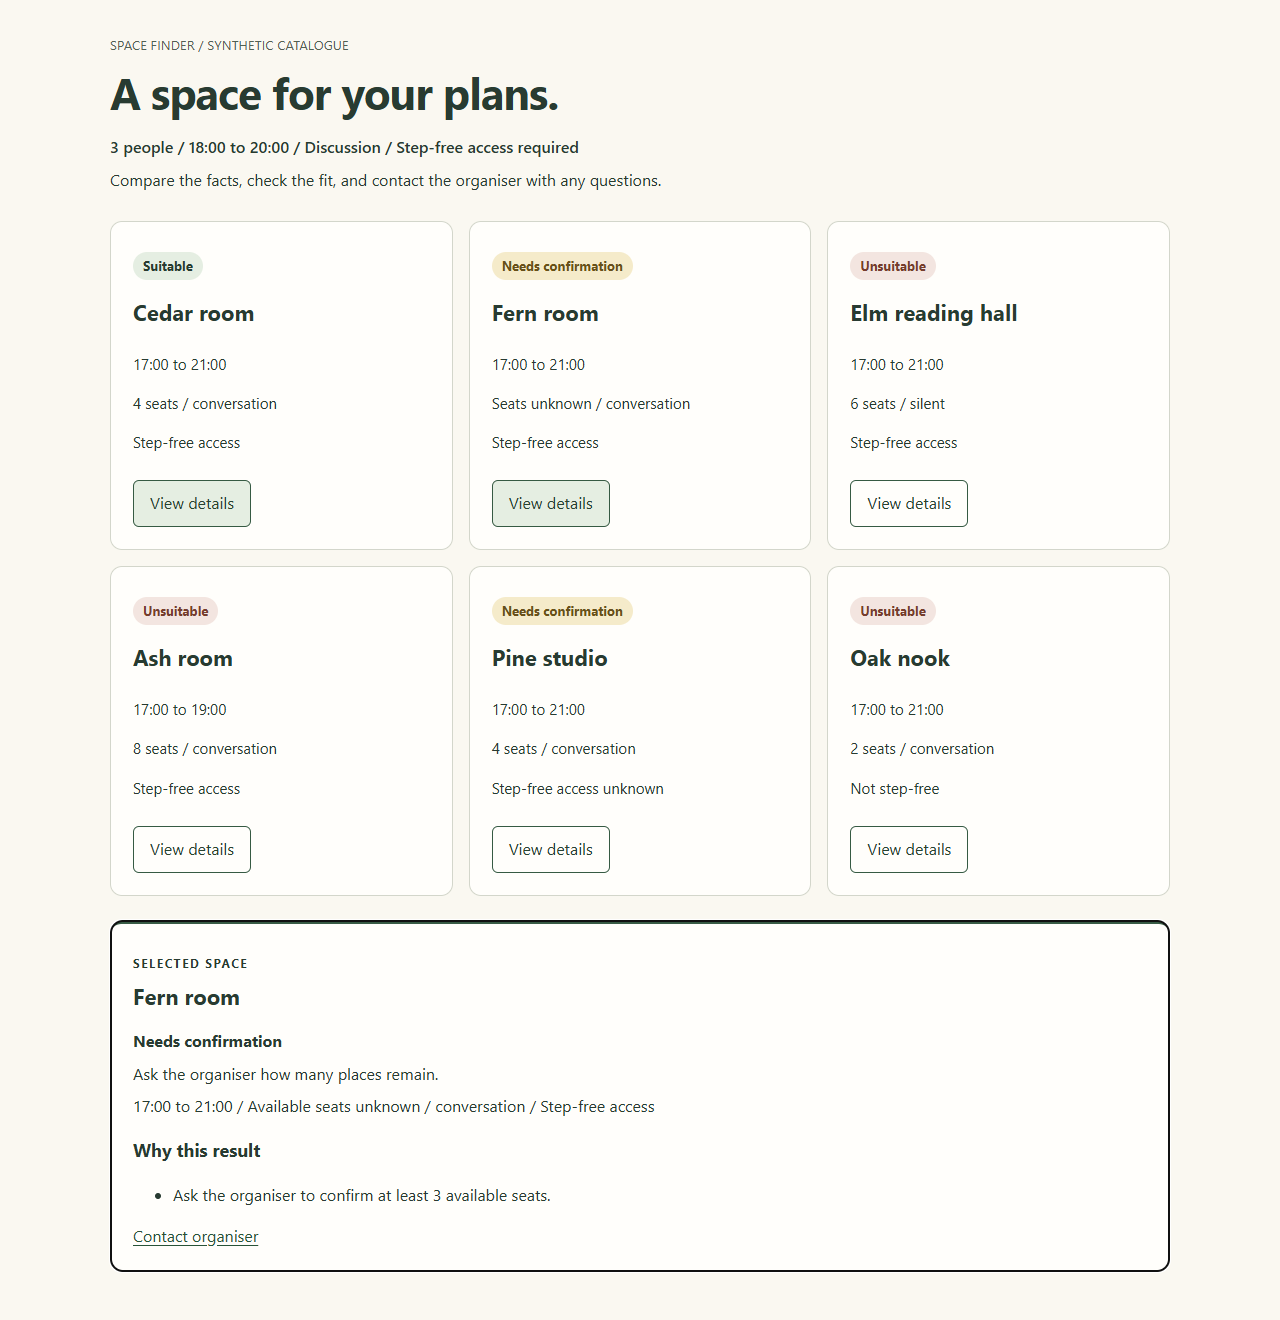 SPACE FINDER / SYNTHETIC CATALOGUE
A space for your plans.
3 people / 18:00 to 20:00 / Discussion / Step-free access required
Compare the facts, check the fit, and contact the organiser with any questions.
Suitable
Cedar room
17:00 to 21:00
4 seats / conversation
Step-free access
View details
Needs confirmation
Fern room
17:00 to 21:00
Seats unknown / conversation
Step-free access
View details
Unsuitable
Elm reading hall
17:00 to 21:00
6 seats / silent
Step-free access
View details
Unsuitable
Ash room
17:00 to 19:00
8 seats / conversation
Step-free access
View details
Needs confirmation
Pine studio
17:00 to 21:00
4 seats / conversation
Step-free access unknown
View details
Unsuitable
Oak nook
17:00 to 21:00
2 seats / conversation
Not step-free
View details
SELECTED SPACE
Fern room
Needs confirmation
Ask the organiser how many places remain.
17:00 to 21:00 / Available seats unknown / conversation / Step-free access
Why this result
• Ask the organiser to confirm at least 3 available seats.
Contact organiser